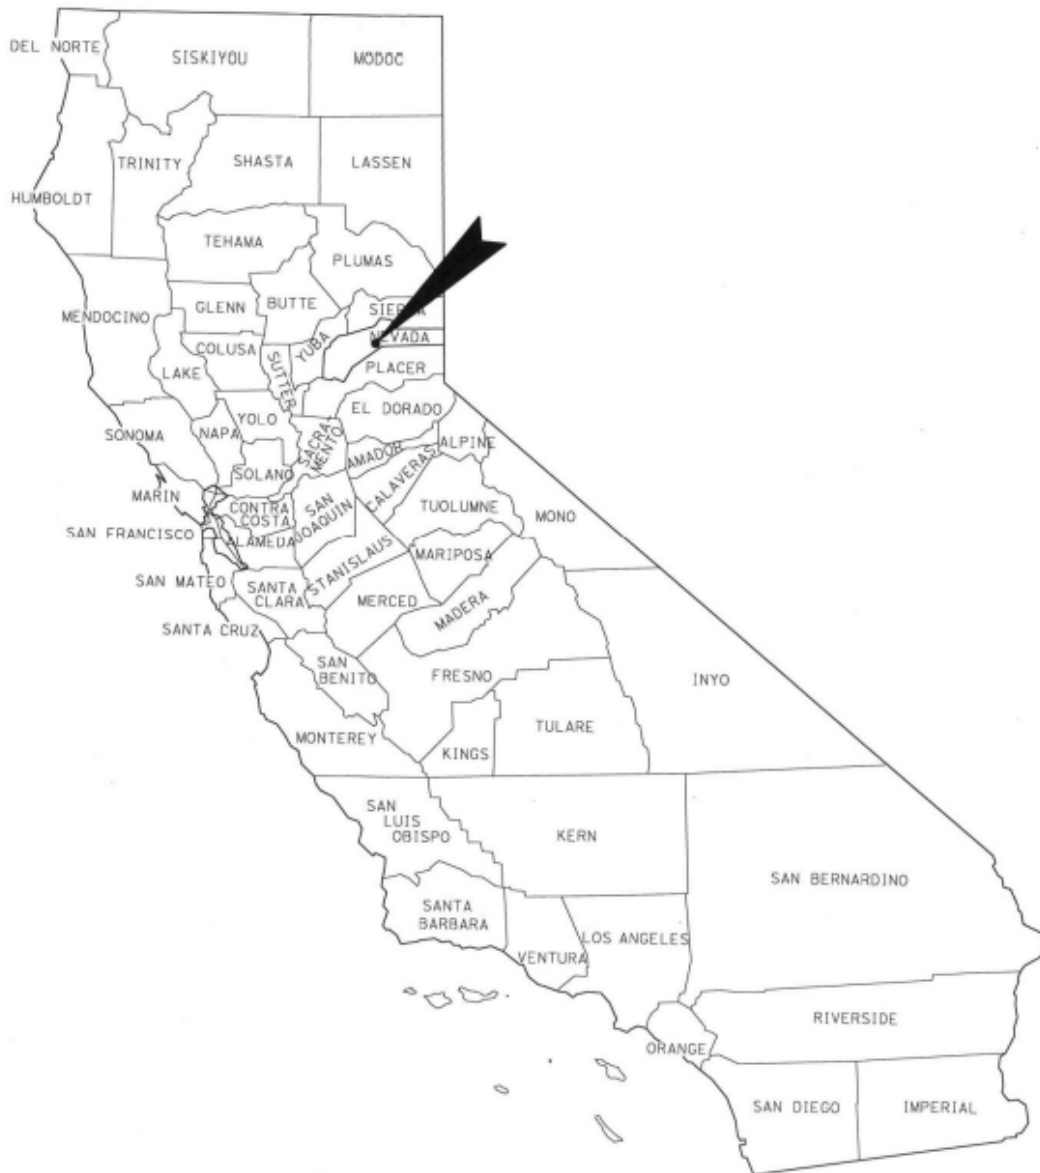 DEL NORTE
SISKIYOU
MODOC
TRINITY
SHASTA
LASSEN
HUMBOLDT
TEHAMA
PLUMAS
MENDOCINO
GLENN
BUTTE
SIERRA
YUBA
NEVADA
COLUSA
SUTTER
PLACER
LAKE
EL DORADO
YOLO
SONOMA
NAPA
SACRA-
MENTO
AMADOR
ALPINE
SOLANO
CALAVERAS
MARIN
CONTRA
COSTA
SAN
JOAQUIN
TUOLUMNE
MONO
SAN FRANCISCO
ALAMEDA
STANISLAUS
MARIPOSA
SAN MATEO
SANTA
CLARA
MERCED
MADERA
SANTA CRUZ
SAN
BENITO
FRESNO
INYO
MONTEREY
KINGS
TULARE
SAN
LUIS
OBISPO
KERN
SAN BERNARDINO
SANTA
BARBARA
VENTURA
LOS ANGELES
RIVERSIDE
ORANGE
SAN DIEGO
IMPERIAL